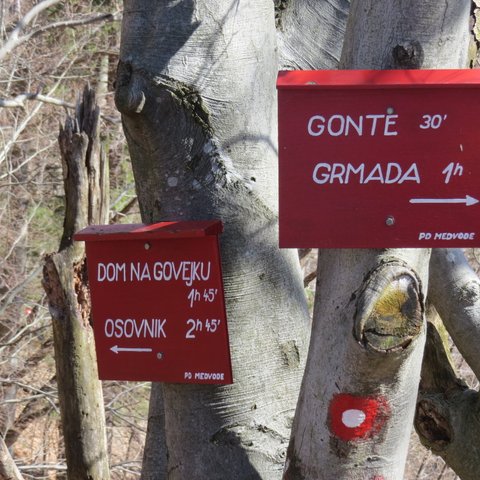 DOM NA GOVEJKU
1h 45'
OSOVNIK 2h 45'
PD MEDVODE
GONTE 30'
GRMADA 1h
PD MEDVODE